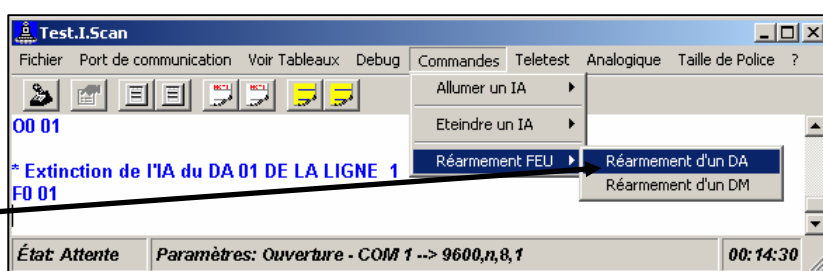 Test.I.Scan
Fichier Port de communication Voir Tableaux Debug Commandes Teletest Analogique Taille de Police ?
Allumer un IA
Eteindre un IA
Réarmement FEU
Réarmement d'un DA
Réarmement d'un DM
O0 01
* Extinction de l'IA du DA 01 DE LA LIGNE 1
F0 01
État: Attente Paramètres: Ouverture - COM 1 --> 9600,n,8,1 00:14:30